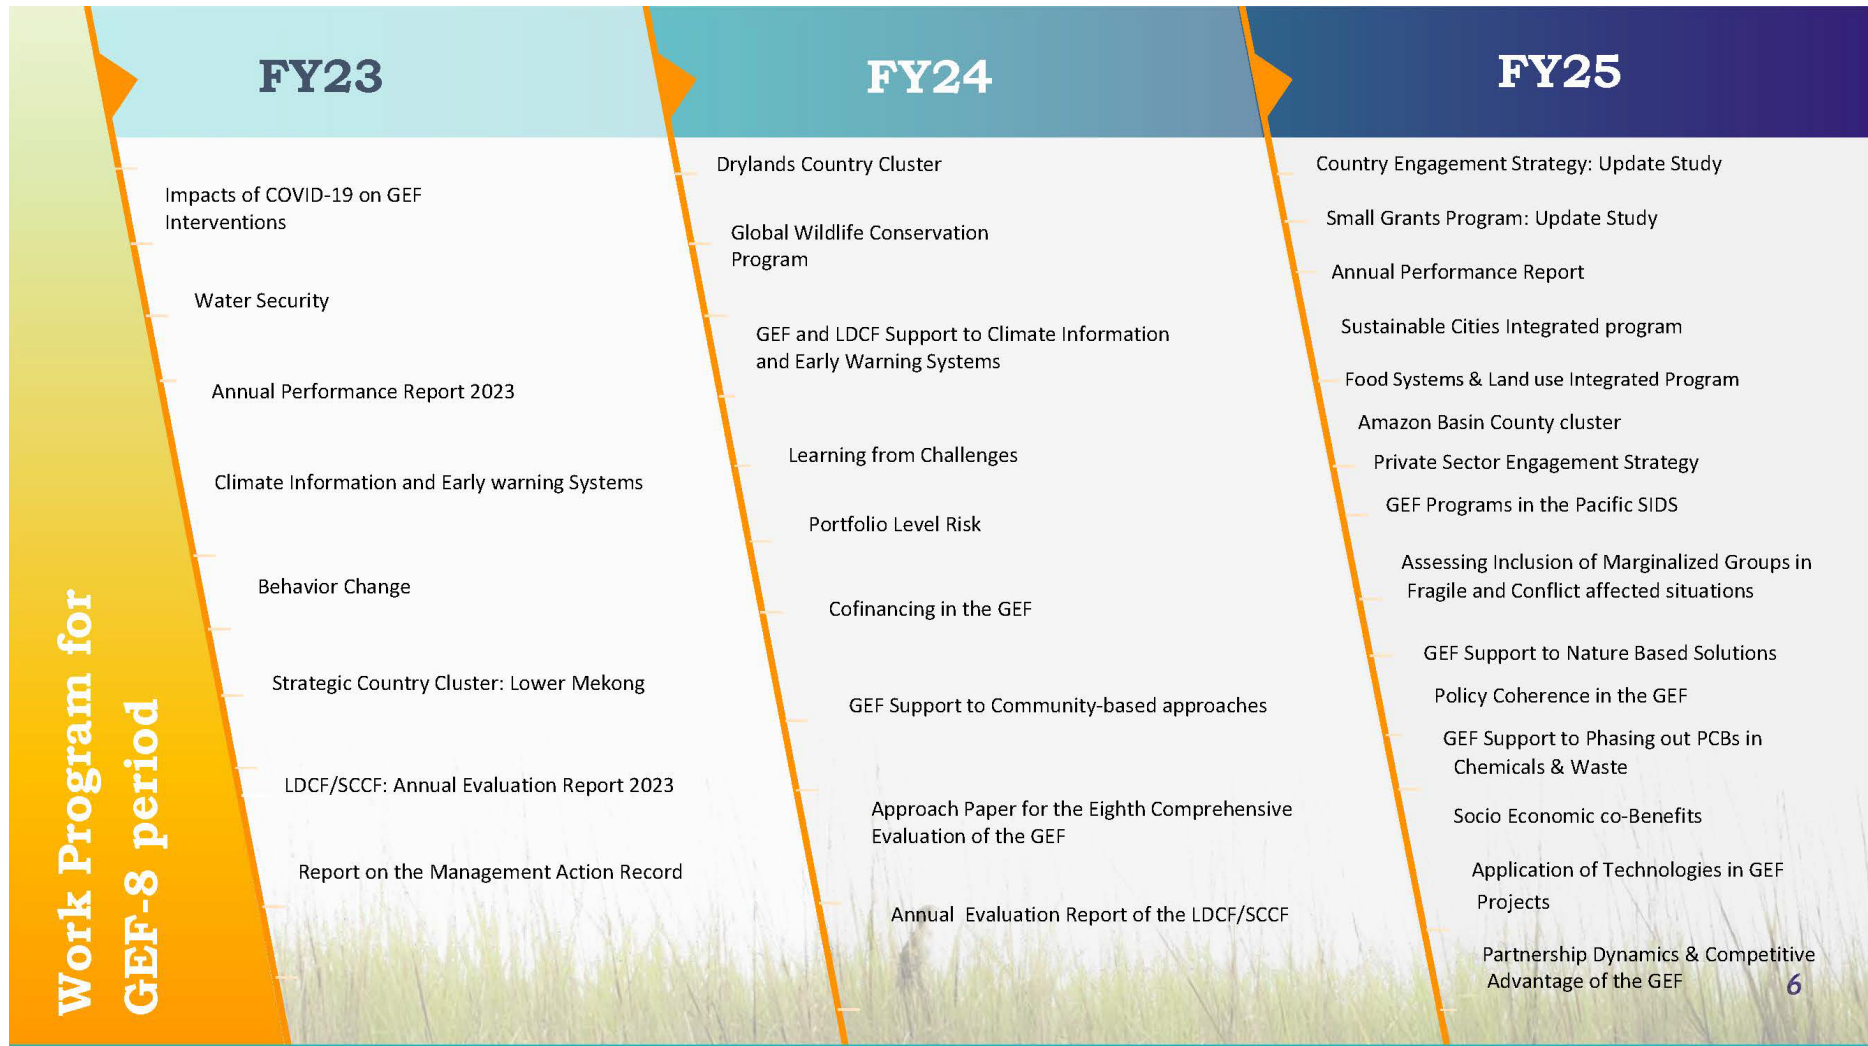 Work Program for
GEF-8 period
FY23
Impacts of COVID-19 on GEF
Interventions
Water Security
Annual Performance Report 2023
Climate Information and Early warning Systems
Behavior Change
Strategic Country Cluster: Lower Mekong
LDCF/SCCF: Annual Evaluation Report 2023
Report on the Management Action Record
FY24
Drylands Country Cluster
Global Wildlife Conservation
Program
GEF and LDCF Support to Climate Information
and Early Warning Systems
Learning from Challenges
Portfolio Level Risk
Cofinancing in the GEF
GEF Support to Community-based approaches
Approach Paper for the Eighth Comprehensive
Evaluation of the GEF
Annual  Evaluation Report of the LDCF/SCCF
FY25
Country Engagement Strategy: Update Study
Small Grants Program: Update Study
Annual Performance Report
Sustainable Cities Integrated program
Food Systems & Land use Integrated Program
Amazon Basin County cluster
Private Sector Engagement Strategy
GEF Programs in the Pacific SIDS
Assessing Inclusion of Marginalized Groups in
Fragile and Conflict affected situations
GEF Support to Nature Based Solutions
Policy Coherence in the GEF
GEF Support to Phasing out PCBs in
Chemicals & Waste
Socio Economic co-Benefits
Application of Technologies in GEF
Projects
Partnership Dynamics & Competitive
Advantage of the GEF
6